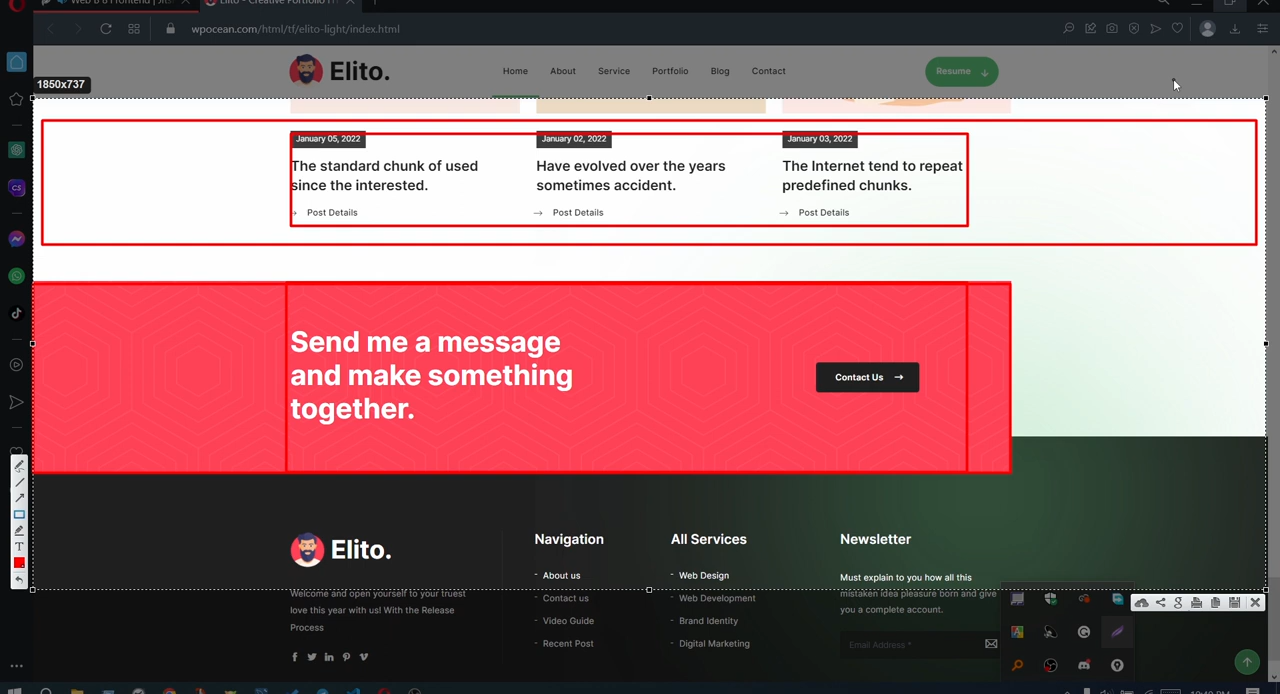 Elito - Creative Portfolio
wpocean.com/html/tf/elito-light/index.html
Elito.
Home About Service Portfolio Blog Contact
Resume
1850x737
January 05, 2022
The standard chunk of used
since the interested.
Post Details
January 02, 2022
Have evolved over the years
sometimes accident.
Post Details
January 03, 2022
The Internet tend to repeat
predefined chunks.
Post Details
Send me a message
and make something
together.
Contact Us
Elito.
Welcome and open yourself to your truest
love this year with us! With the Release
Process
Navigation
- About us
- Contact us
- Video Guide
- Recent Post
All Services
- Web Design
- Web Development
- Brand Identity
- Digital Marketing
Newsletter
Must explain to you how all this
mistaken idea pleasure born and give
you a complete account.
Email Address *